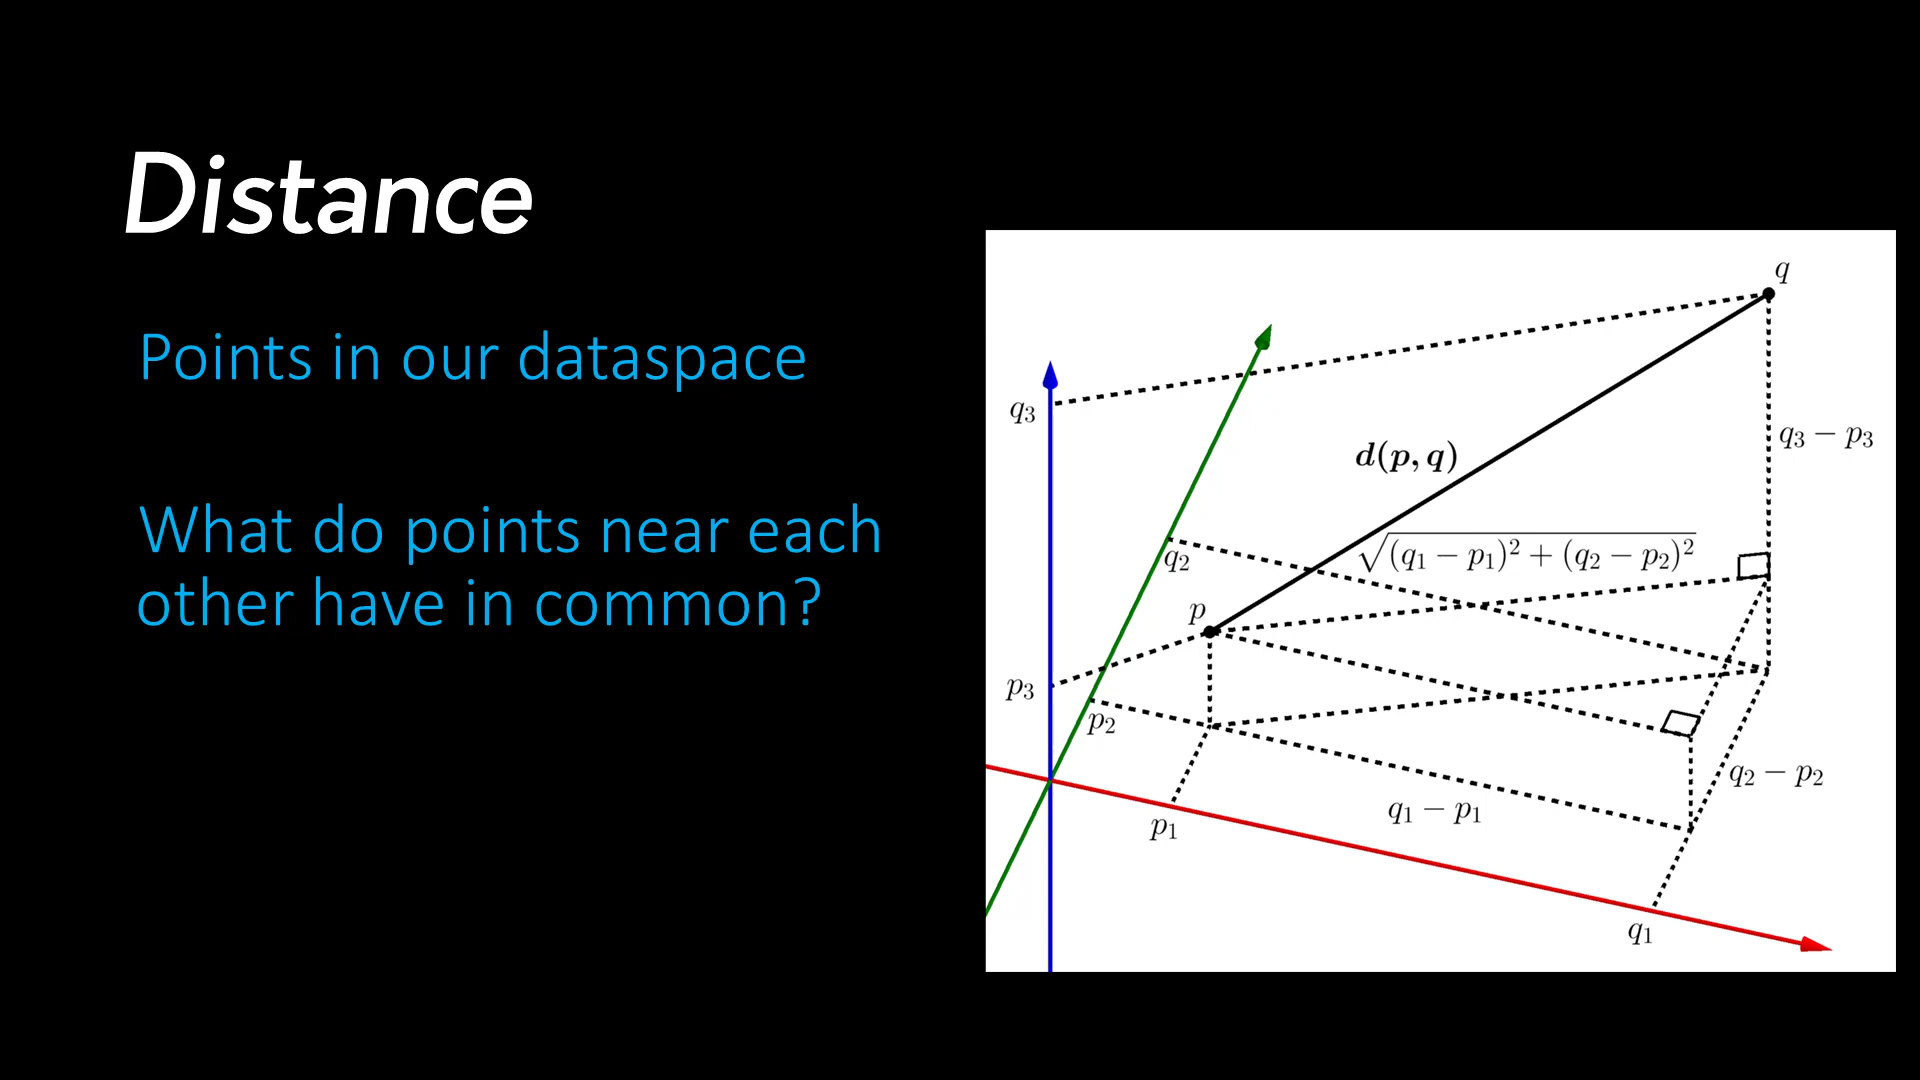 Distance
Points in our dataspace
What do points near each
other have in common?
q
q₃
q₃ − p₃
d(p, q)
√(q₁ − p₁)² + (q₂ − p₂)²
q₂
p
p₃
p₂
q₂ − p₂
q₁ − p₁
p₁
q₁